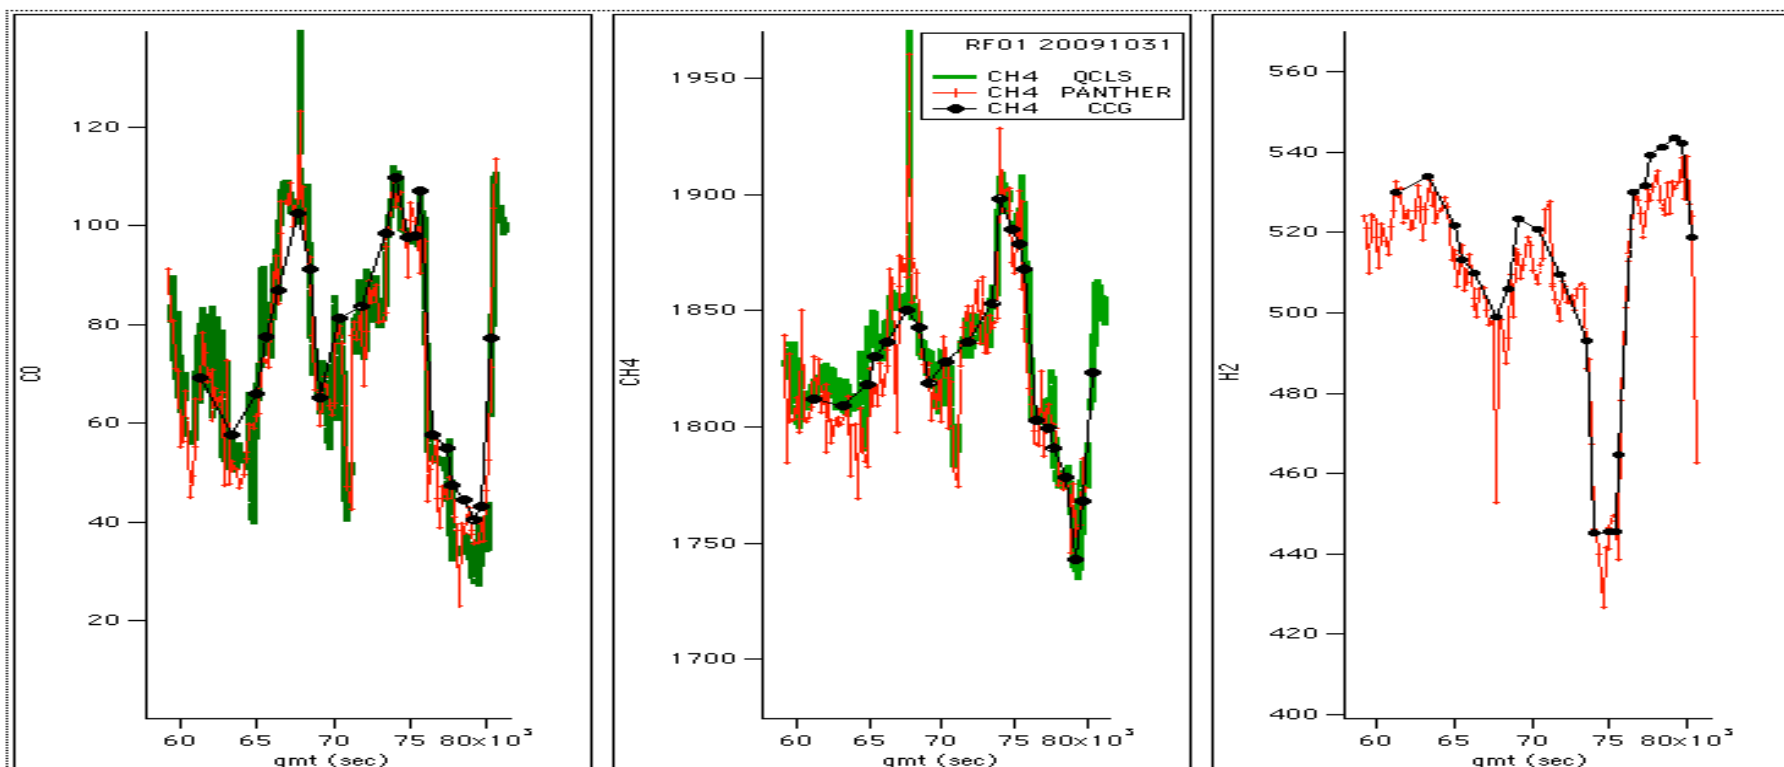 CO
120
100
80
60
40
20
60 65 70 75 80x10³
gmt (sec)
CH4
1950
1900
1850
1800
1750
1700
60 65 70 75 80x10³
gmt (sec)
RF01 20091031
CH4 QCLS
CH4 PANTHER
CH4 CCG
H2
560
540
520
500
480
460
440
420
400
60 65 70 75 80x10³
gmt (sec)